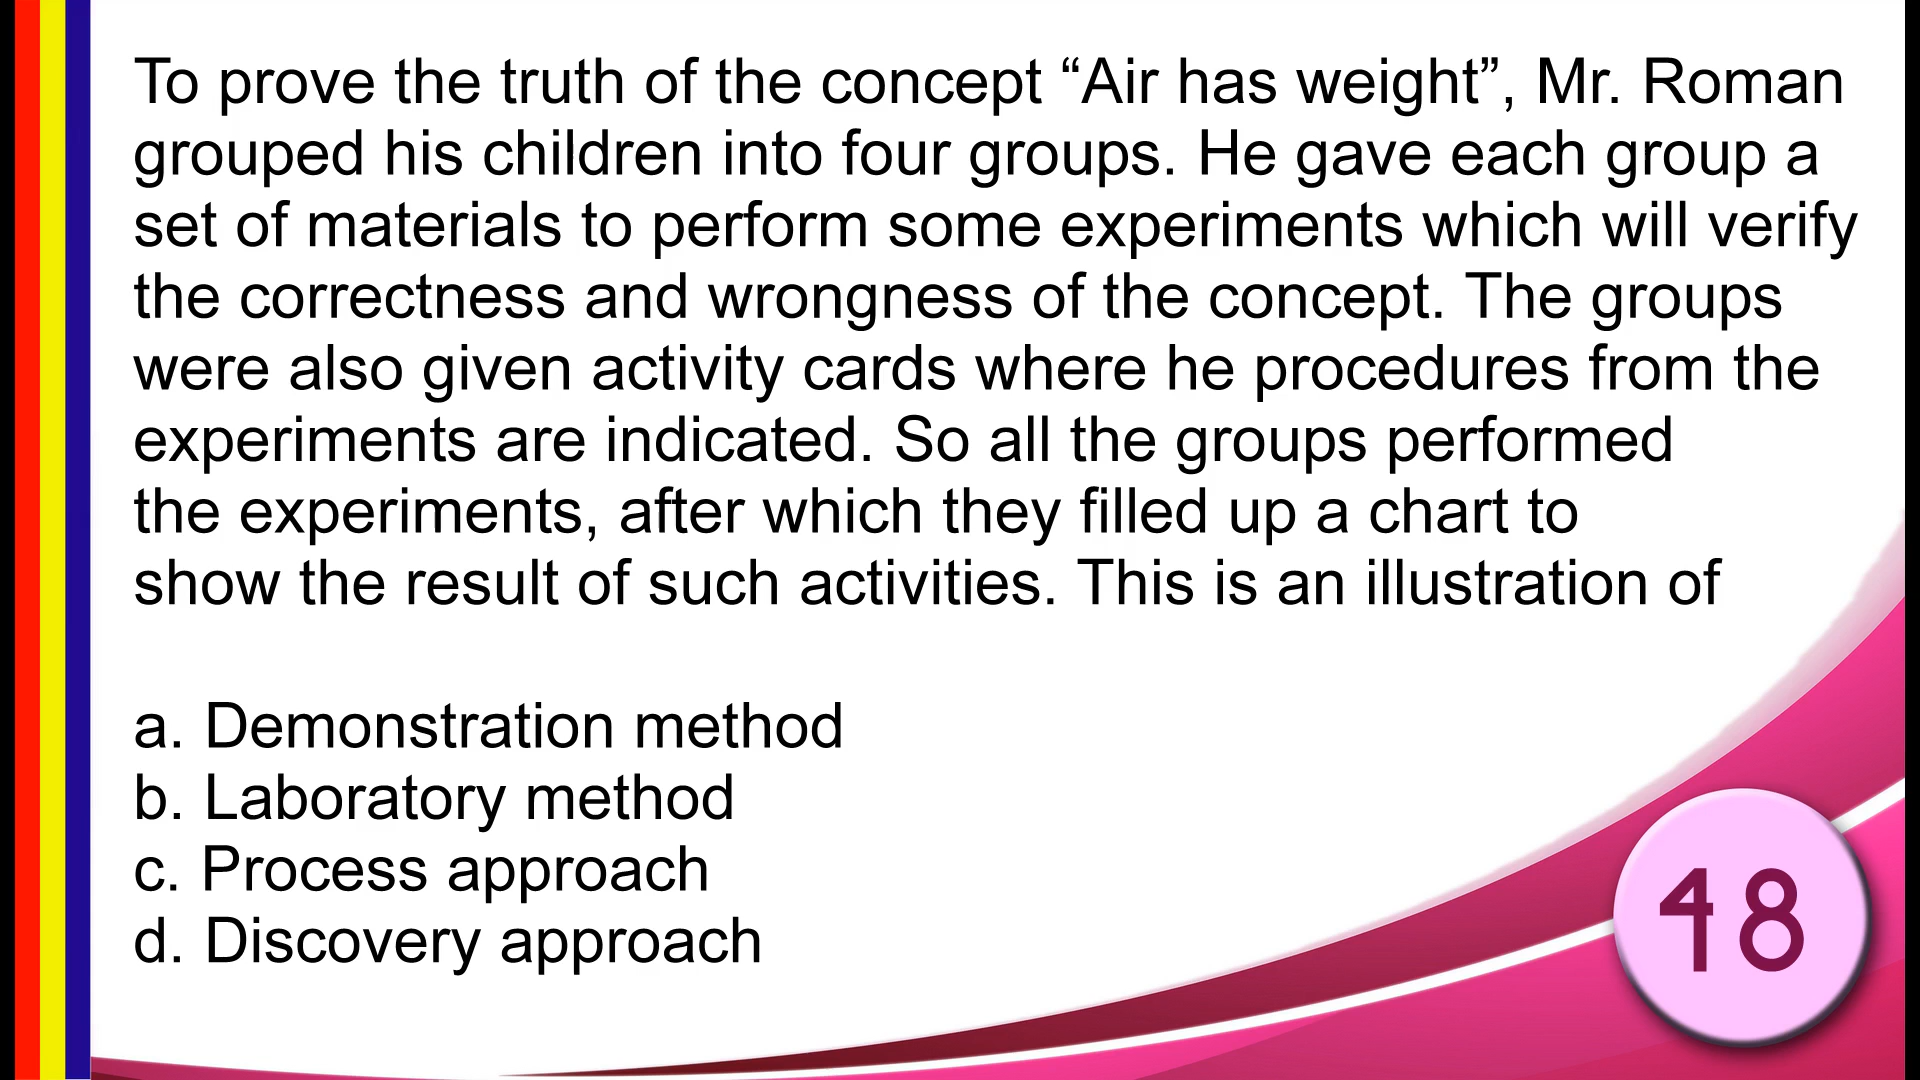 To prove the truth of the concept “Air has weight”, Mr. Roman
grouped his children into four groups. He gave each group a
set of materials to perform some experiments which will verify
the correctness and wrongness of the concept. The groups
were also given activity cards where he procedures from the
experiments are indicated. So all the groups performed
the experiments, after which they filled up a chart to
show the result of such activities. This is an illustration of
a. Demonstration method
b. Laboratory method
c. Process approach
d. Discovery approach
48